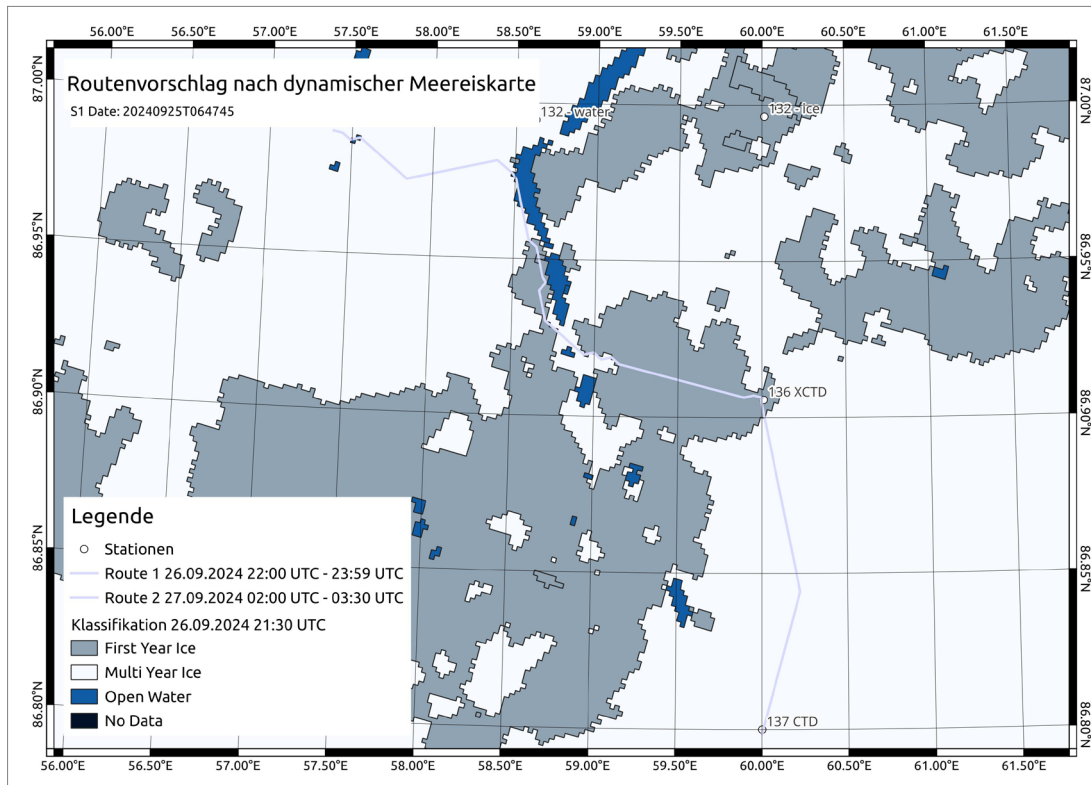 56.00°E 56.50°E 57.00°E 57.50°E 58.00°E 58.50°E 59.00°E 59.50°E 60.00°E 60.50°E 61.00°E 61.50°E
87.00°N
87.00°N
Routenvorschlag nach dynamischer Meereiskarte
S1 Date: 20240925T064745
132 - water
132 - ice
86.95°N
86.95°N
136 XCTD
86.90°N
86.90°N
Legende
Stationen
86.85°N
86.85°N
Route 1 26.09.2024 22:00 UTC - 23:59 UTC
Route 2 27.09.2024 02:00 UTC - 03:30 UTC
Klassifikation 26.09.2024 21:30 UTC
First Year Ice
Multi Year Ice
Open Water
No Data
86.80°N
86.80°N
137 CTD
56.00°E 56.50°E 57.00°E 57.50°E 58.00°E 58.50°E 59.00°E 59.50°E 60.00°E 60.50°E 61.00°E 61.50°E